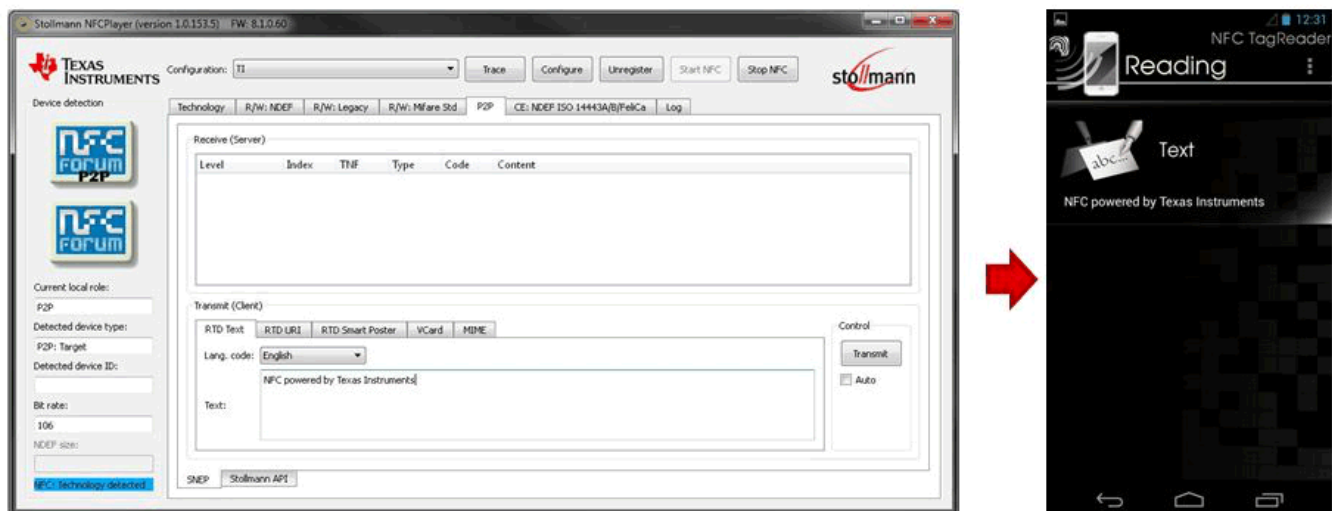 Stollmann NFCPlayer (version 1.0.153.5)   FW: 8.1.0.60
TEXAS INSTRUMENTS
Configuration: TI
Trace
Configure
Unregister
Start NFC
Stop NFC
stollmann
Device detection
NFC FORUM P2P
NFC FORUM
Current local role:
P2P
Detected device type:
P2P: Target
Detected device ID:
Bit rate:
106
NDEF size:
NFC: Technology detected
Technology
R/W: NDEF
R/W: Legacy
R/W: Mifare Std
P2P
CE: NDEF ISO 14443A/B/FeliCa
Log
Receive (Server)
Level Index TNF Type Code Content
Transmit (Client)
RTD Text
RTD URI
RTD Smart Poster
VCard
MIME
Lang. code: English
Text: NFC powered by Texas Instruments
Control
Transmit
Auto
SNEP
Stollmann API
12:31
NFC TagReader
Reading
abc...
Text
NFC powered by Texas Instruments